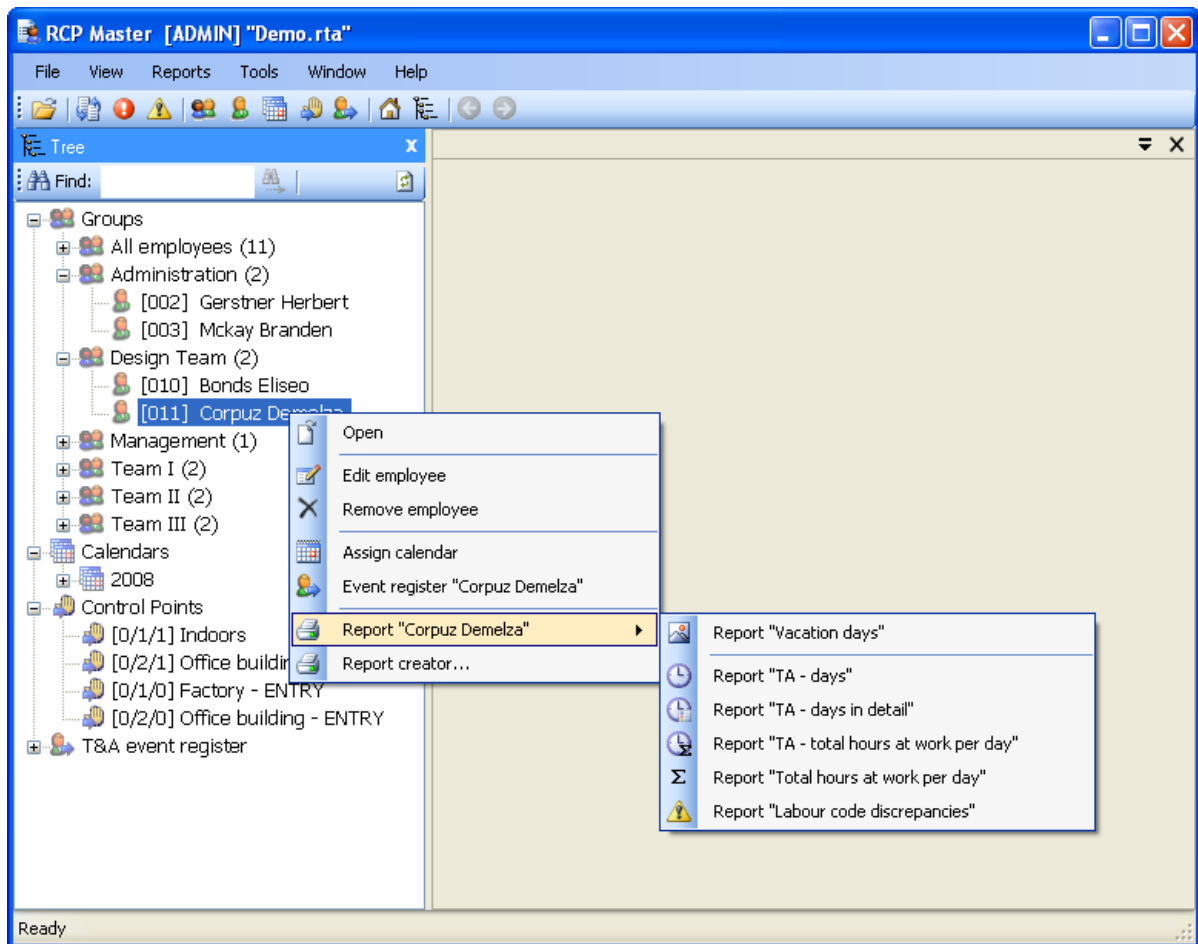 RCP Master [ADMIN] "Demo.rta"
File View Reports Tools Window Help
Tree
Find:
Groups
All employees (11)
Administration (2)
[002] Gerstner Herbert
[003] Mckay Branden
Design Team (2)
[010] Bonds Eliseo
[011] Corpuz Demelza
Management (1)
Team I (2)
Team II (2)
Team III (2)
Calendars
2008
Control Points
[0/1/1] Indoors
[0/2/1] Office buildin
[0/1/0] Factory - ENTRY
[0/2/0] Office building - ENTRY
T&A event register
Open
Edit employee
Remove employee
Assign calendar
Event register "Corpuz Demelza"
Report "Corpuz Demelza"
Report creator...
Report "Vacation days"
Report "TA - days"
Report "TA - days in detail"
Report "TA - total hours at work per day"
Report "Total hours at work per day"
Report "Labour code discrepancies"
Ready